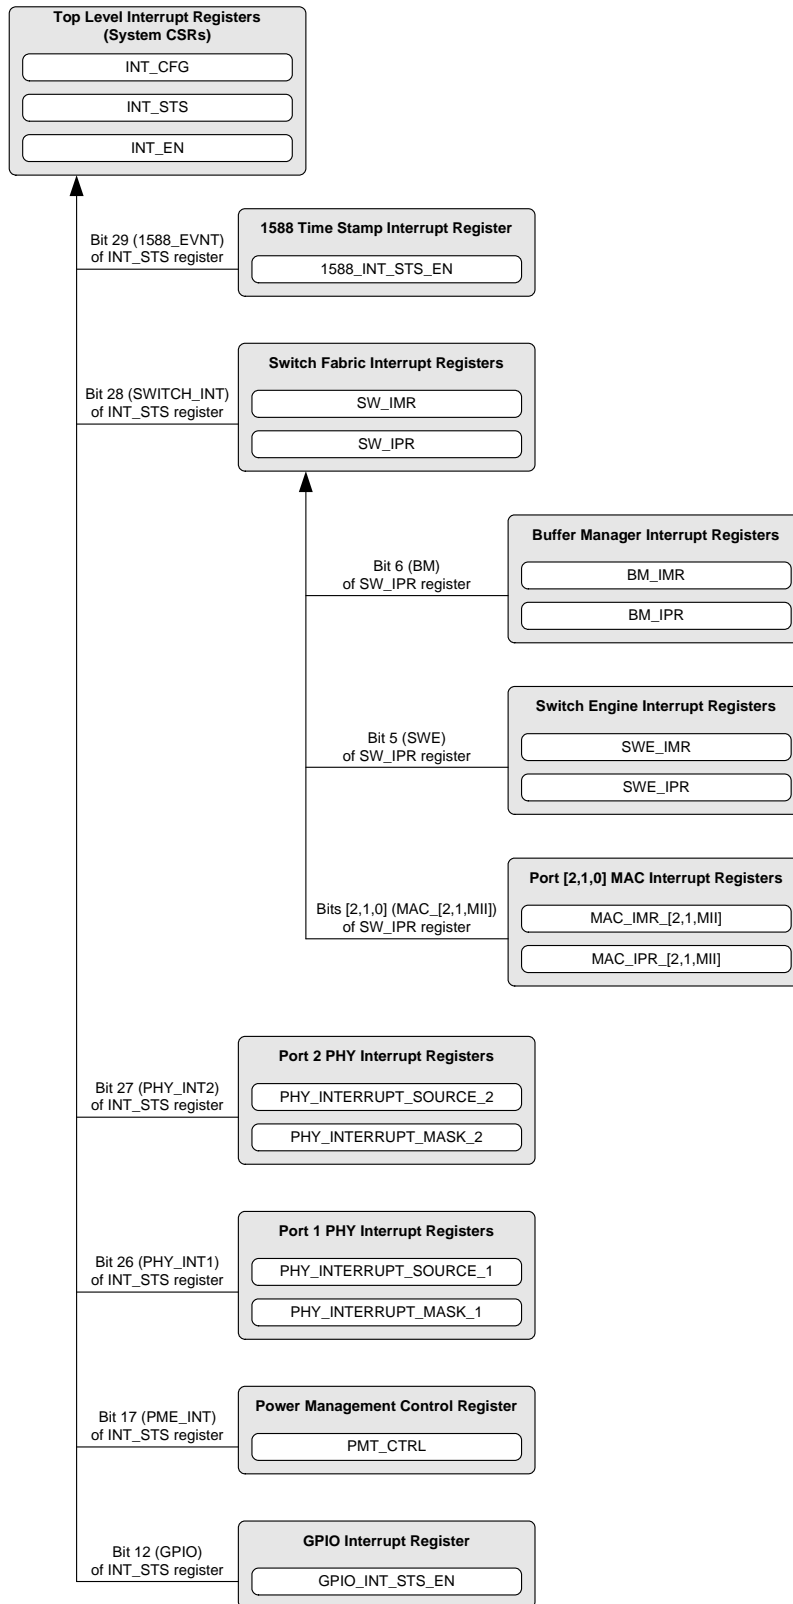 Top Level Interrupt Registers
(System CSRs)
INT_CFG
INT_STS
INT_EN
Bit 29 (1588_EVNT)
of INT_STS register
1588 Time Stamp Interrupt Register
1588_INT_STS_EN
Bit 28 (SWITCH_INT)
of INT_STS register
Switch Fabric Interrupt Registers
SW_IMR
SW_IPR
Bit 6 (BM)
of SW_IPR register
Buffer Manager Interrupt Registers
BM_IMR
BM_IPR
Bit 5 (SWE)
of SW_IPR register
Switch Engine Interrupt Registers
SWE_IMR
SWE_IPR
Bits [2,1,0] (MAC_[2,1,MII])
of SW_IPR register
Port [2,1,0] MAC Interrupt Registers
MAC_IMR_[2,1,MII]
MAC_IPR_[2,1,MII]
Bit 27 (PHY_INT2)
of INT_STS register
Port 2 PHY Interrupt Registers
PHY_INTERRUPT_SOURCE_2
PHY_INTERRUPT_MASK_2
Bit 26 (PHY_INT1)
of INT_STS register
Port 1 PHY Interrupt Registers
PHY_INTERRUPT_SOURCE_1
PHY_INTERRUPT_MASK_1
Bit 17 (PME_INT)
of INT_STS register
Power Management Control Register
PMT_CTRL
Bit 12 (GPIO)
of INT_STS register
GPIO Interrupt Register
GPIO_INT_STS_EN